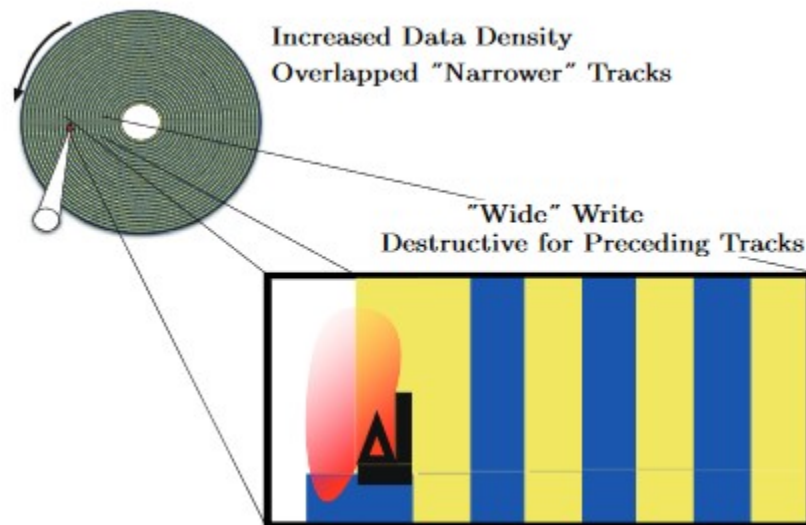 Increased Data Density
Overlapped "Narrower" Tracks
"Wide" Write
Destructive for Preceding Tracks